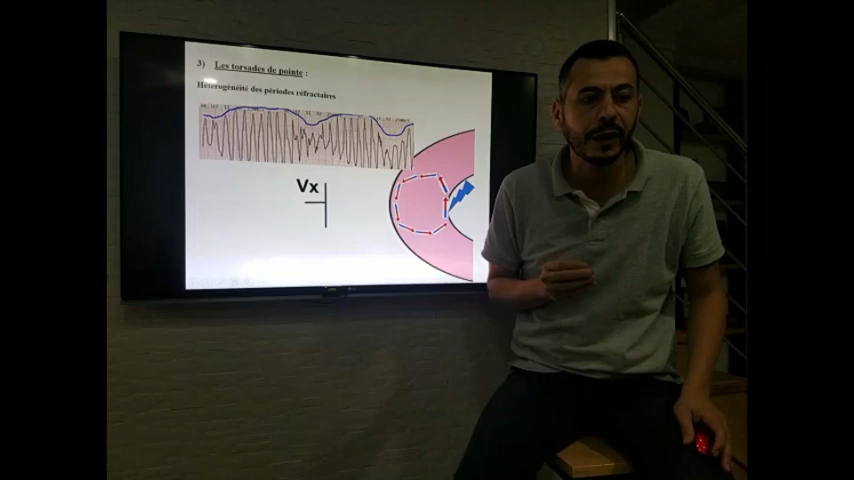 3) Les torsades de pointe :
Hétérogénéité des périodes réfractaires
Vx